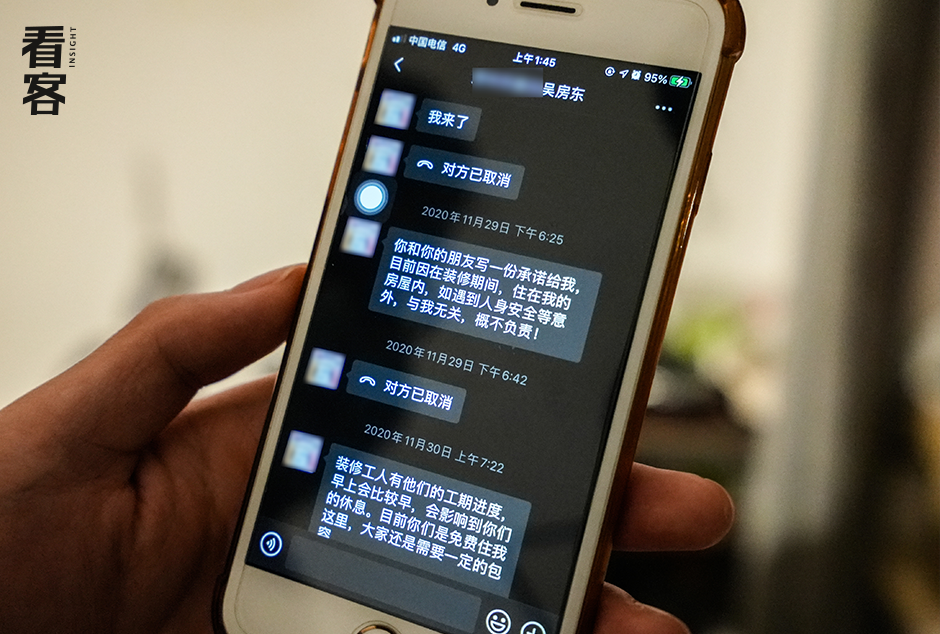 看客
INSIGHT
中国电信 4G
上午1:45
95%
吴房东
我来了
对方已取消
2020年11月29日 下午6:25
你和你的朋友写一份承诺给我,
目前因在装修期间，住在我的
房屋内，如遇到人身安全等意
外，与我无关，概不负责！
2020年11月29日 下午6:42
对方已取消
2020年11月30日 上午7:22
装修工人有他们的工期进度，
早上会比较早，会影响到你们
的休息。目前你们是免费住我
这里，大家还是需要一定的包
容